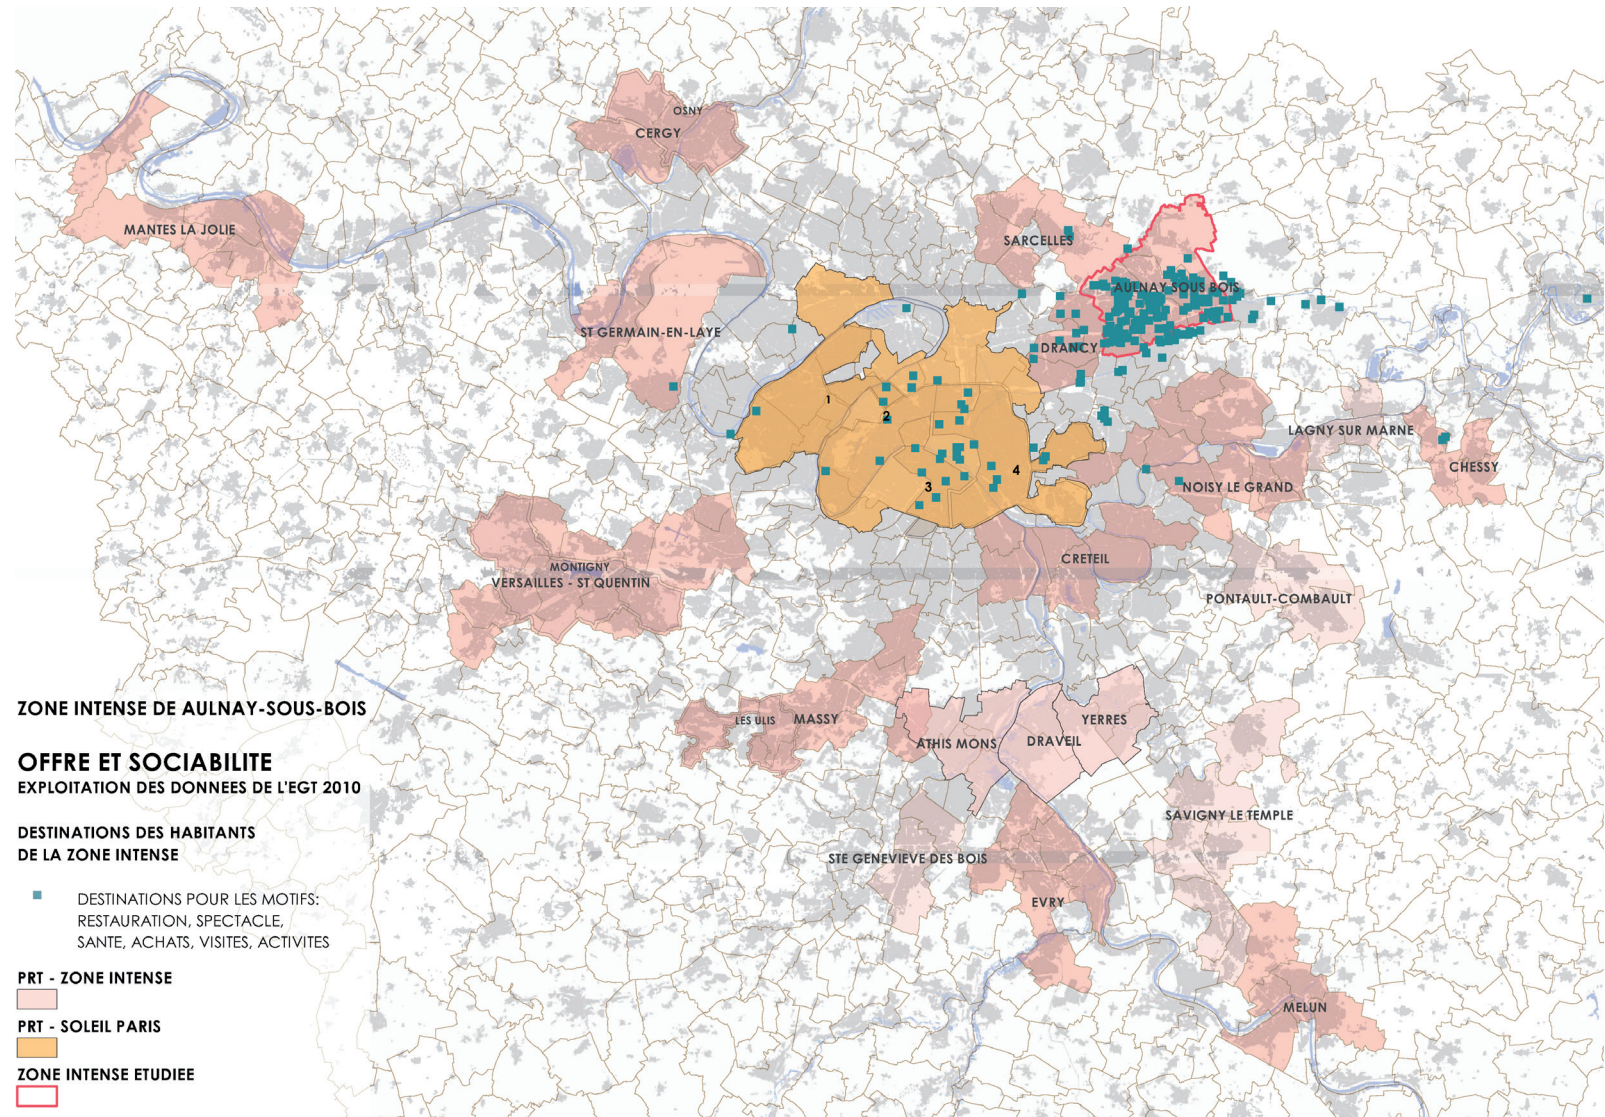 OSNY
CERGY
MANTES LA JOLIE
SARCELLES
AULNAY SOUS BOIS
ST GERMAIN-EN-LAYE
DRANCY
1
2
LAGNY SUR MARNE
CHESSY
4
3
NOISY LE GRAND
CRETEIL
MONTIGNY
VERSAILLES - ST QUENTIN
PONTAULT-COMBAULT
LES ULIS
MASSY
YERRES
ATHIS MONS
DRAVEIL
SAVIGNY LE TEMPLE
STE GENEVIEVE DES BOIS
EVRY
MELUN
ZONE INTENSE DE AULNAY-SOUS-BOIS
OFFRE ET SOCIABILITE
EXPLOITATION DES DONNEES DE L'EGT 2010
DESTINATIONS DES HABITANTS
DE LA ZONE INTENSE
DESTINATIONS POUR LES MOTIFS:
RESTAURATION, SPECTACLE,
SANTE, ACHATS, VISITES, ACTIVITES
PRT - ZONE INTENSE
PRT - SOLEIL PARIS
ZONE INTENSE ETUDIEE